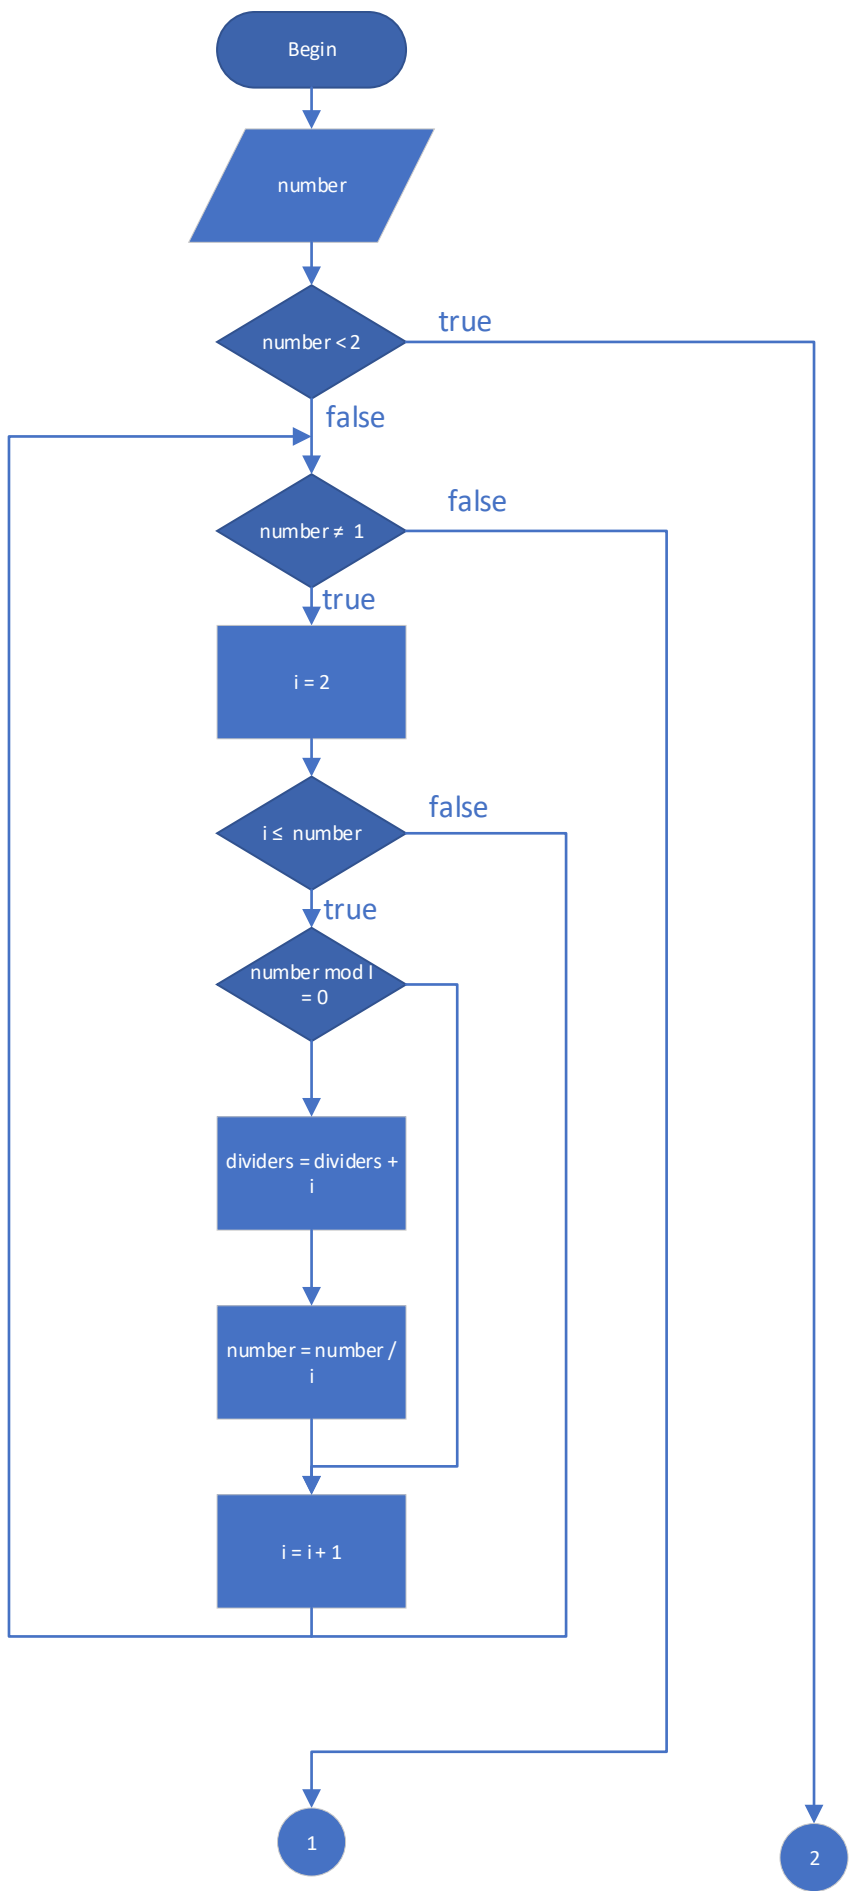 Begin
number
number < 2
true
false
number ≠ 1
false
true
i = 2
i ≤ number
false
true
number mod I
= 0
dividers = dividers +
i
number = number /
i
i = i + 1
1
2